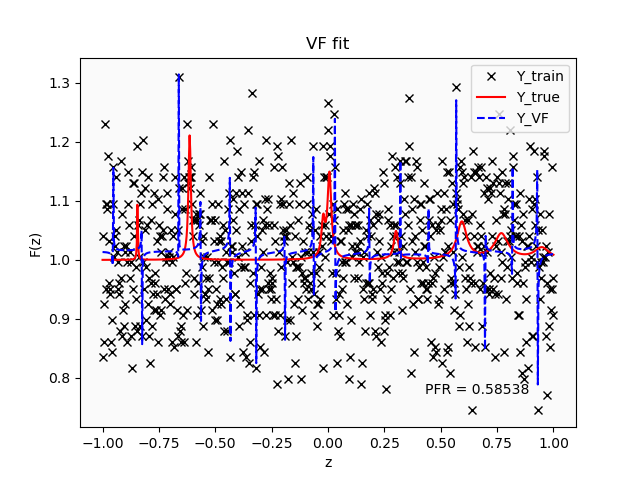 VF fit
Y_train
Y_true
Y_VF
F(z)
1.3
1.2
1.1
1.0
0.9
0.8
PFR = 0.58538
−1.00 −0.75 −0.50 −0.25 0.00 0.25 0.50 0.75 1.00
z